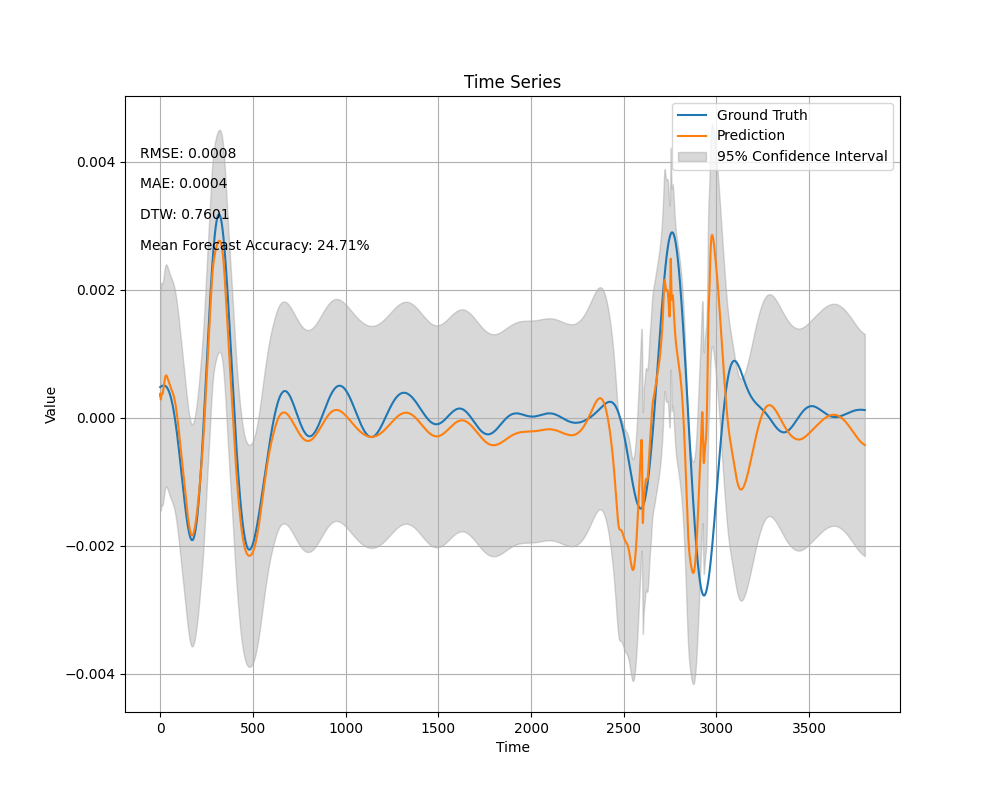 Time Series
Ground Truth
Prediction
95% Confidence Interval
RMSE: 0.0008
MAE: 0.0004
DTW: 0.7601
Mean Forecast Accuracy: 24.71%
Value
0.004
0.002
0.000
−0.002
−0.004
0 500 1000 1500 2000 2500 3000 3500
Time